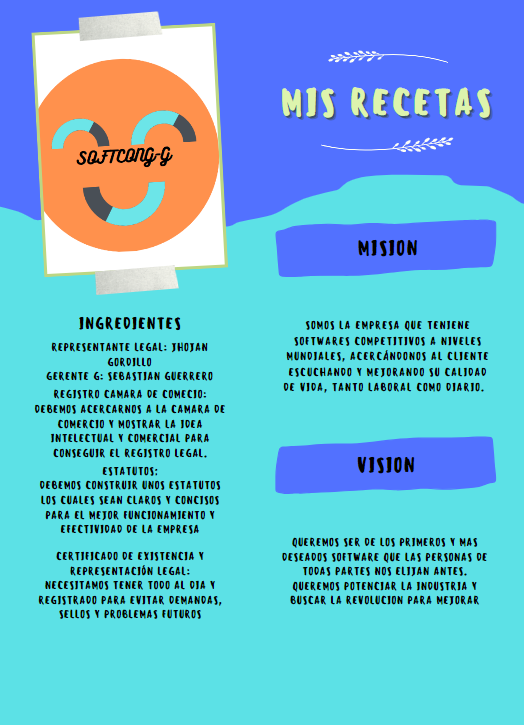 MIS RECETAS
SOFTCONG-G
INGREDIENTES
REPRESENTANTE LEGAL: JHOJAN
GORDILLO
GERENTE G: SEBASTIAN GUERRERO
REGISTRO CAMARA DE COMECIO:
DEBEMOS ACERCARNOS A LA CAMARA DE
COMERCIO Y MOSTRAR LA IDEA
INTELECTUAL Y COMERCIAL PARA
CONSEGUIR EL REGISTRO LEGAL.
ESTATUTOS:
DEBEMOS CONSTRUIR UNOS ESTATUTOS
LOS CUALES SEAN CLAROS Y CONCISOS
PARA EL MEJOR FUNCIONAMIENTO Y
EFECTIVIDAD DE LA EMPRESA
CERTIFICADO DE EXISTENCIA Y
REPRESENTACIÓN LEGAL:
NECESITAMOS TENER TODO AL DIA Y
REGISTRADO PARA EVITAR DEMANDAS,
SELLOS Y PROBLEMAS FUTUROS
MISION
SOMOS LA EMPRESA QUE TENIENE
SOFTWARES COMPETITIVOS A NIVELES
MUNDIALES, ACERCÁNDONOS AL CLIENTE
ESCUCHANDO Y MEJORANDO SU CALIDAD
DE VIDA, TANTO LABORAL COMO DIARIO.
VISION
QUEREMOS SER DE LOS PRIMEROS Y MAS
DESEADOS SOFTWARE QUE LAS PERSONAS DE
TODAS PARTES NOS ELIJAN ANTES.
QUEREMOS POTENCIAR LA INDUSTRIA Y
BUSCAR LA REVOLUCION PARA MEJORAR